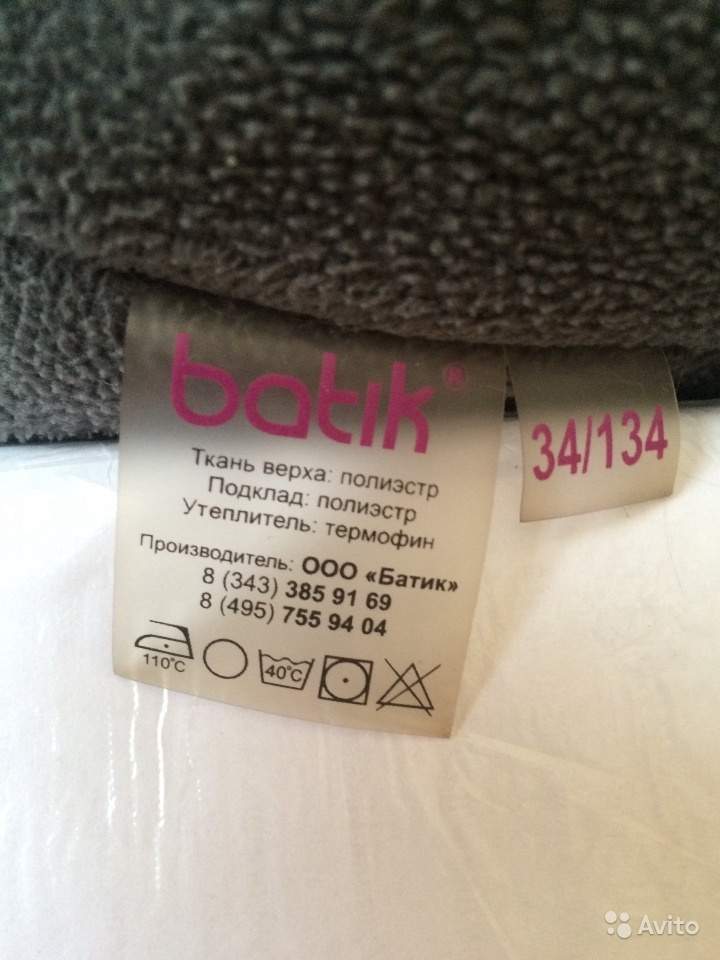 batik®
34/134
Ткань верха: полиэстр
Подклад: полиэстр
Утеплитель: термофин
Производитель: ООО «Батик»
8 (343) 385 91 69
8 (495) 755 94 04
110°C
40°C
Avito